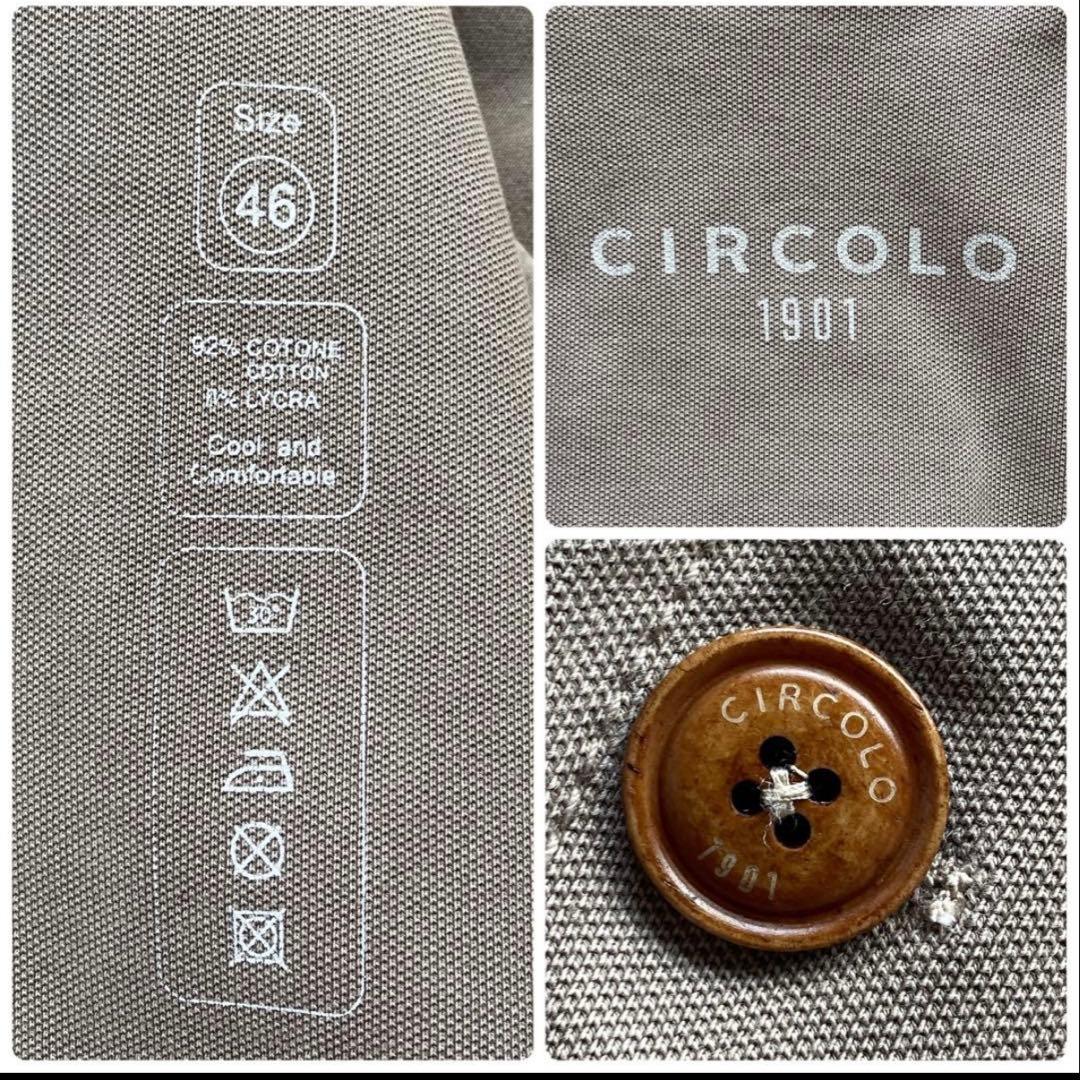 Size
46
92% COTONE
COTTON
8% LYCRA
Cool and
Comfortable
30°
CIRCOLO
1901
CIRCOLO
1901